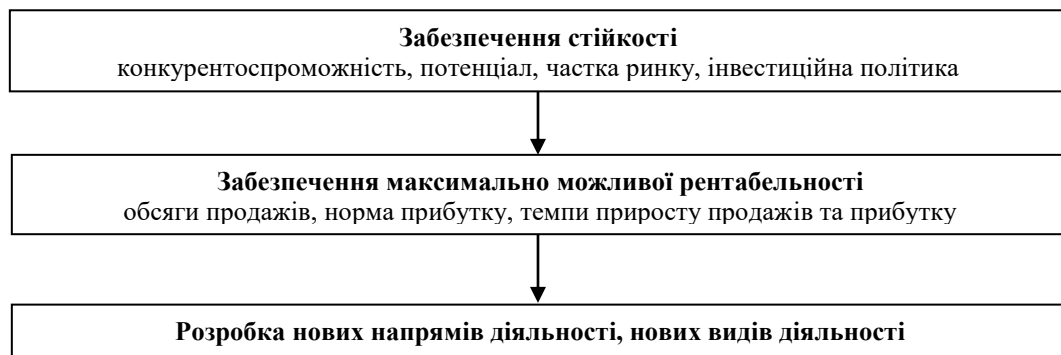 Забезпечення стійкості
конкурентоспроможність, потенціал, частка ринку, інвестиційна політика
Забезпечення максимально можливої рентабельності
обсяги продажів, норма прибутку, темпи приросту продажів та прибутку
Розробка нових напрямів діяльності, нових видів діяльності